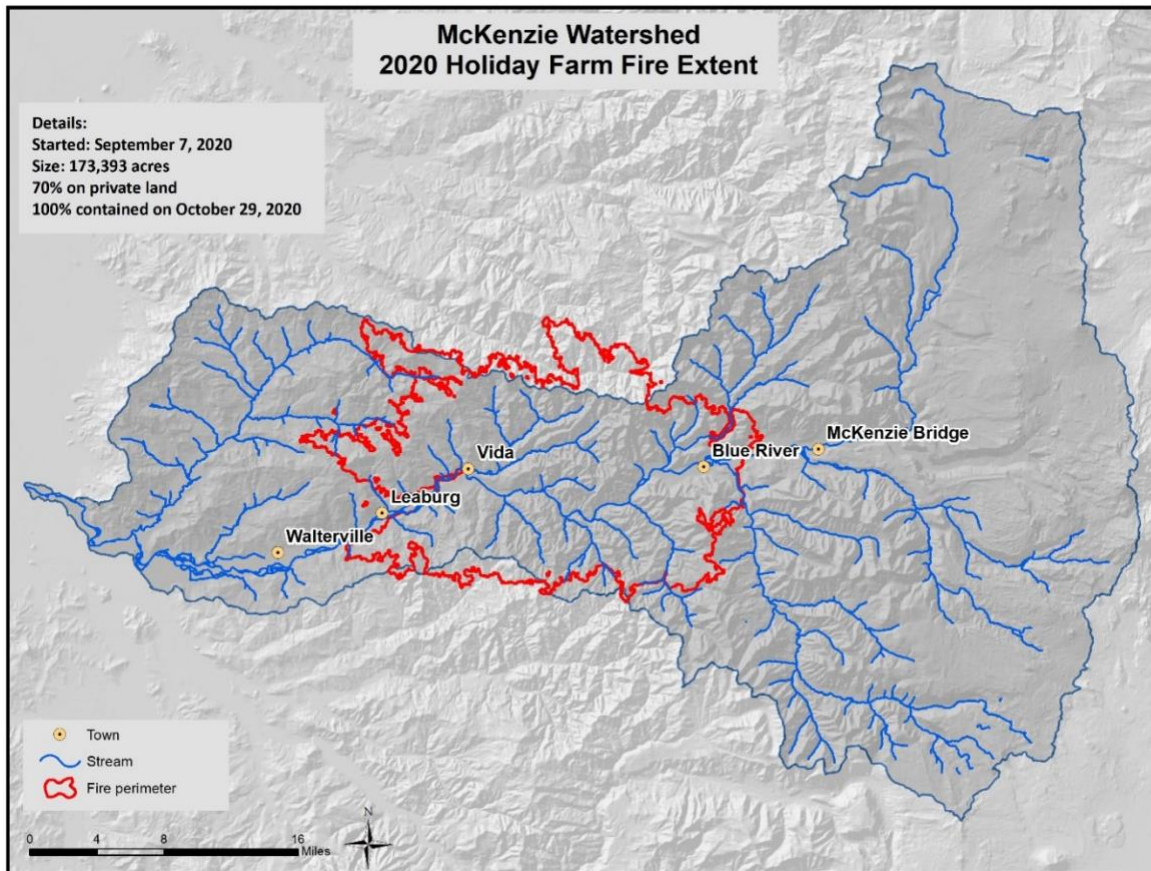 McKenzie Watershed
2020 Holiday Farm Fire Extent
Details:
Started: September 7, 2020
Size: 173,393 acres
70% on private land
100% contained on October 29, 2020
McKenzie Bridge
Blue River
Vida
Leaburg
Walterville
Town
Stream
Fire perimeter
N
0 4 8 16
Miles